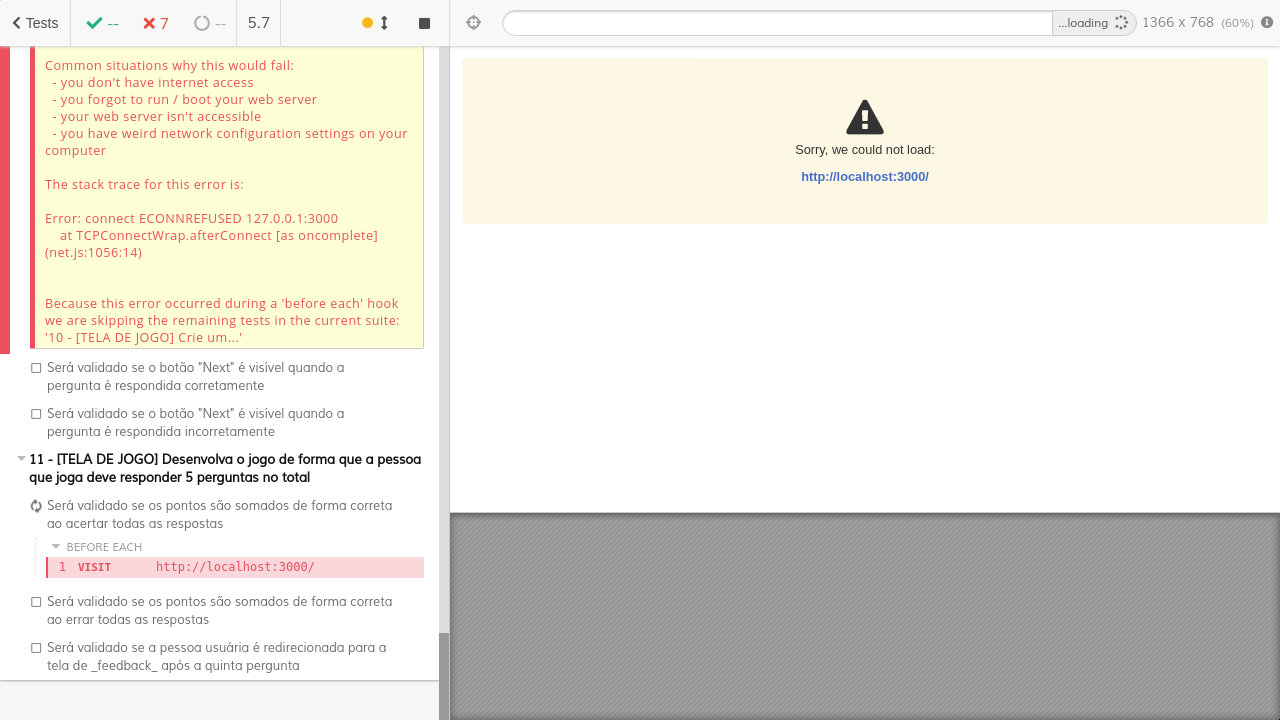 Tests
--
7
--
5.7
...loading
1366 x 768 (60%)
Common situations why this would fail:
- you don't have internet access
- you forgot to run / boot your web server
- your web server isn't accessible
- you have weird network configuration settings on your
computer
The stack trace for this error is:
Error: connect ECONNREFUSED 127.0.0.1:3000
at TCPConnectWrap.afterConnect [as oncomplete]
(net.js:1056:14)
Because this error occurred during a 'before each' hook
we are skipping the remaining tests in the current suite:
'10 - [TELA DE JOGO] Crie um...'
Será validado se o botão "Next" é visível quando a
pergunta é respondida corretamente
Será validado se o botão "Next" é visível quando a
pergunta é respondida incorretamente
11 - [TELA DE JOGO] Desenvolva o jogo de forma que a pessoa
que joga deve responder 5 perguntas no total
Será validado se os pontos são somados de forma correta
ao acertar todas as respostas
BEFORE EACH
1 VISIT http://localhost:3000/
Será validado se os pontos são somados de forma correta
ao errar todas as respostas
Será validado se a pessoa usuária é redirecionada para a
tela de _feedback_ após a quinta pergunta
Sorry, we could not load:
http://localhost:3000/